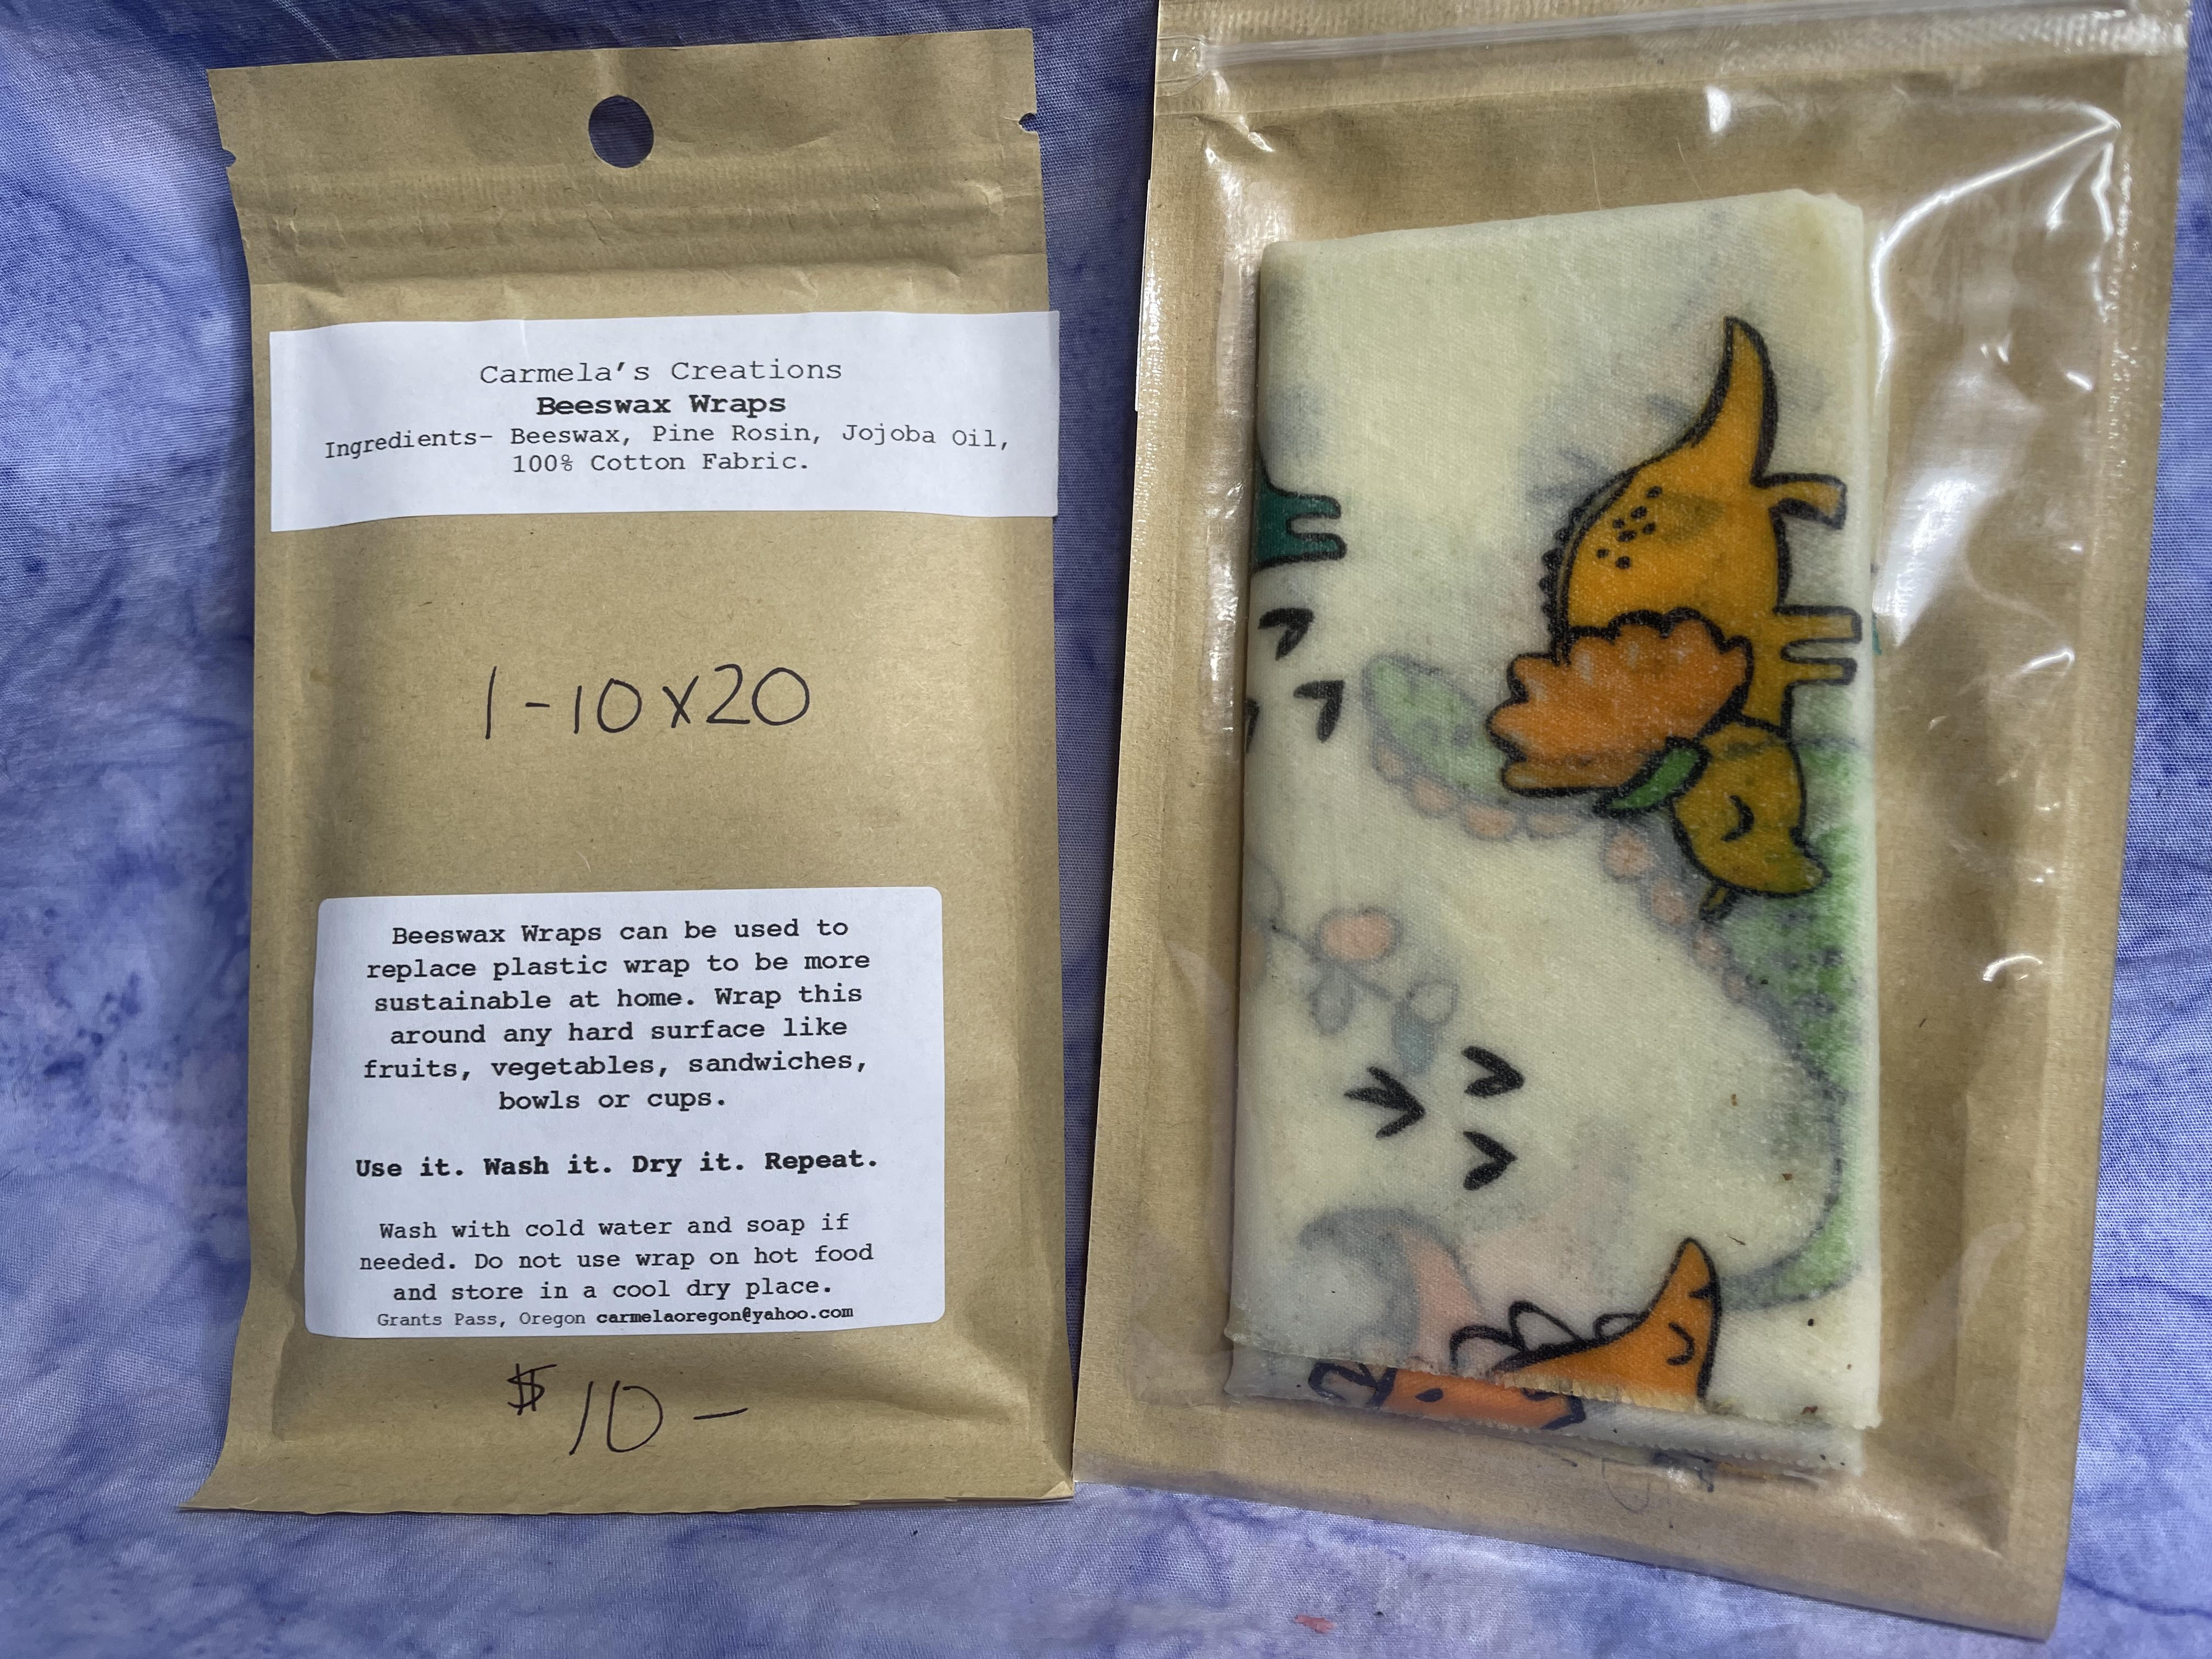 Carmela's Creations
Beeswax Wraps
Ingredients- Beeswax, Pine Rosin, Jojoba Oil,
100% Cotton Fabric.
1-10x20
Beeswax Wraps can be used to
replace plastic wrap to be more
sustainable at home. Wrap this
around any hard surface like
fruits, vegetables, sandwiches,
bowls or cups.
Use it. Wash it. Dry it. Repeat.
Wash with cold water and soap if
needed. Do not use wrap on hot food
and store in a cool dry place.
Grants Pass, Oregon carmelaoregon@yahoo.com
$10-